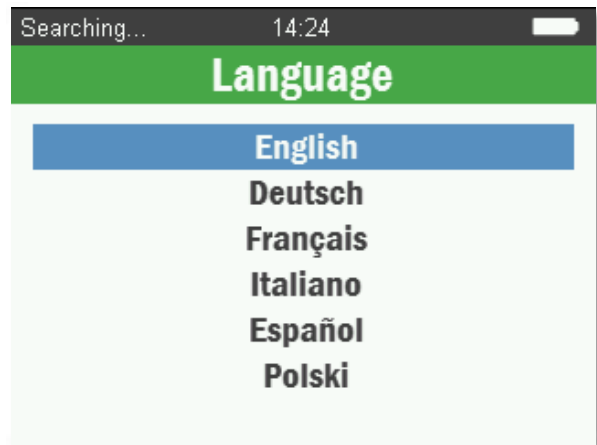 Searching... 14:24
Language
English
Deutsch
Français
Italiano
Español
Polski